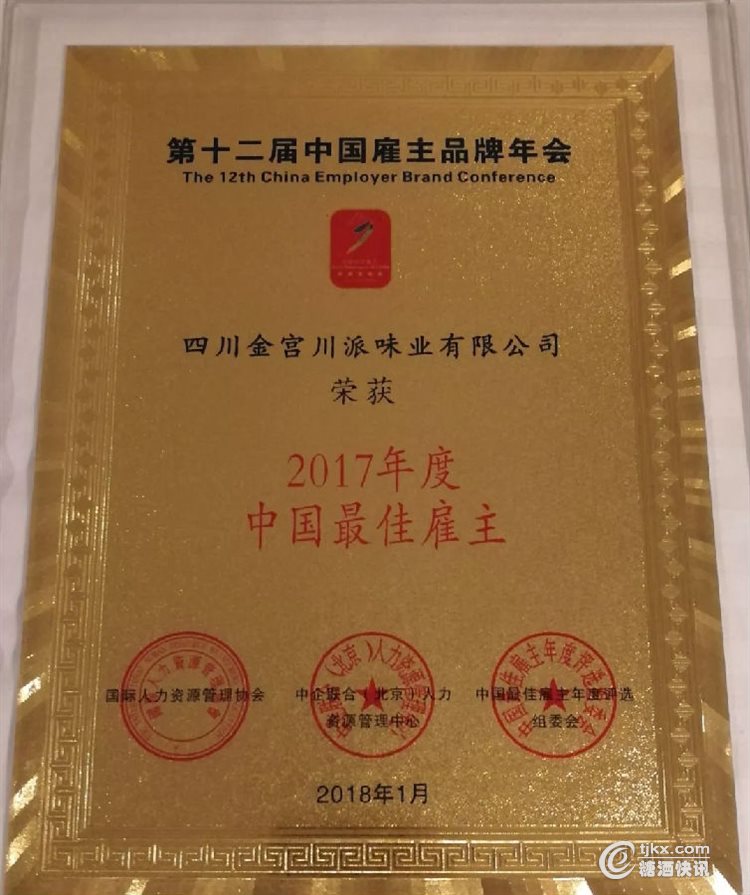 第十二届中国雇主品牌年会
The 12th China Employer Brand Conference
四川金宫川派味业有限公司
荣获
2017年度
中国最佳雇主
国际人力资源管理协会
中企联合（北京）人力
资源管理中心
中国最佳雇主年度评选
组委会
2018年1月
tjkx.com
糖酒快讯